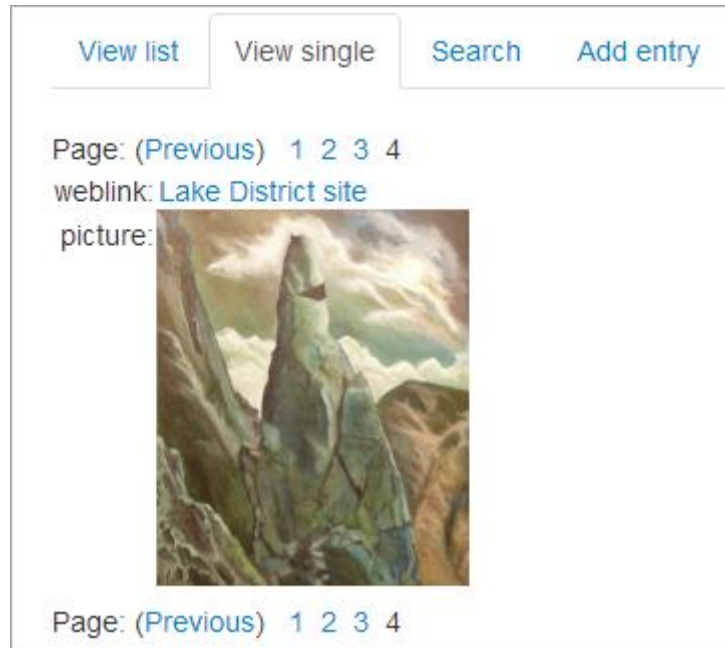 View list View single Search Add entry
Page: (Previous) 1 2 3 4
weblink: Lake District site
picture:
Page: (Previous) 1 2 3 4